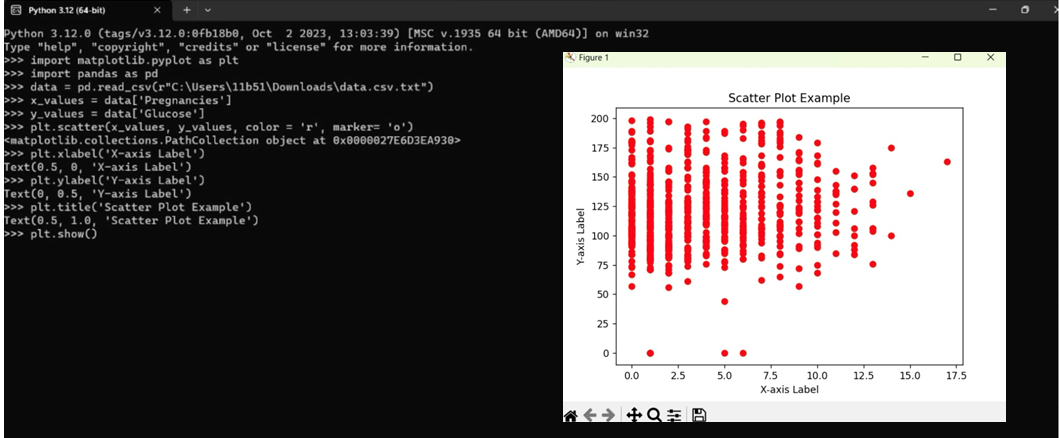 Python 3.12 (64-bit)
Python 3.12.0 (tags/v3.12.0:0fb18b0, Oct  2 2023, 13:03:39) [MSC v.1935 64 bit (AMD64)] on win32
Type "help", "copyright", "credits" or "license" for more information.
>>> import matplotlib.pyplot as plt
>>> import pandas as pd
>>> data = pd.read_csv(r"C:\Users\11b51\Downloads\data.csv.txt")
>>> x_values = data['Pregnancies']
>>> y_values = data['Glucose']
>>> plt.scatter(x_values, y_values, color = 'r', marker= 'o')
<matplotlib.collections.PathCollection object at 0x0000027E6D3EA930>
>>> plt.xlabel('X-axis Label')
Text(0.5, 0, 'X-axis Label')
>>> plt.ylabel('Y-axis Label')
Text(0, 0.5, 'Y-axis Label')
>>> plt.title('Scatter Plot Example')
Text(0.5, 1.0, 'Scatter Plot Example')
>>> plt.show()
Figure 1
Scatter Plot Example
200
175
150
125
100
75
50
25
0
Y-axis Label
0.0 2.5 5.0 7.5 10.0 12.5 15.0 17.5
X-axis Label